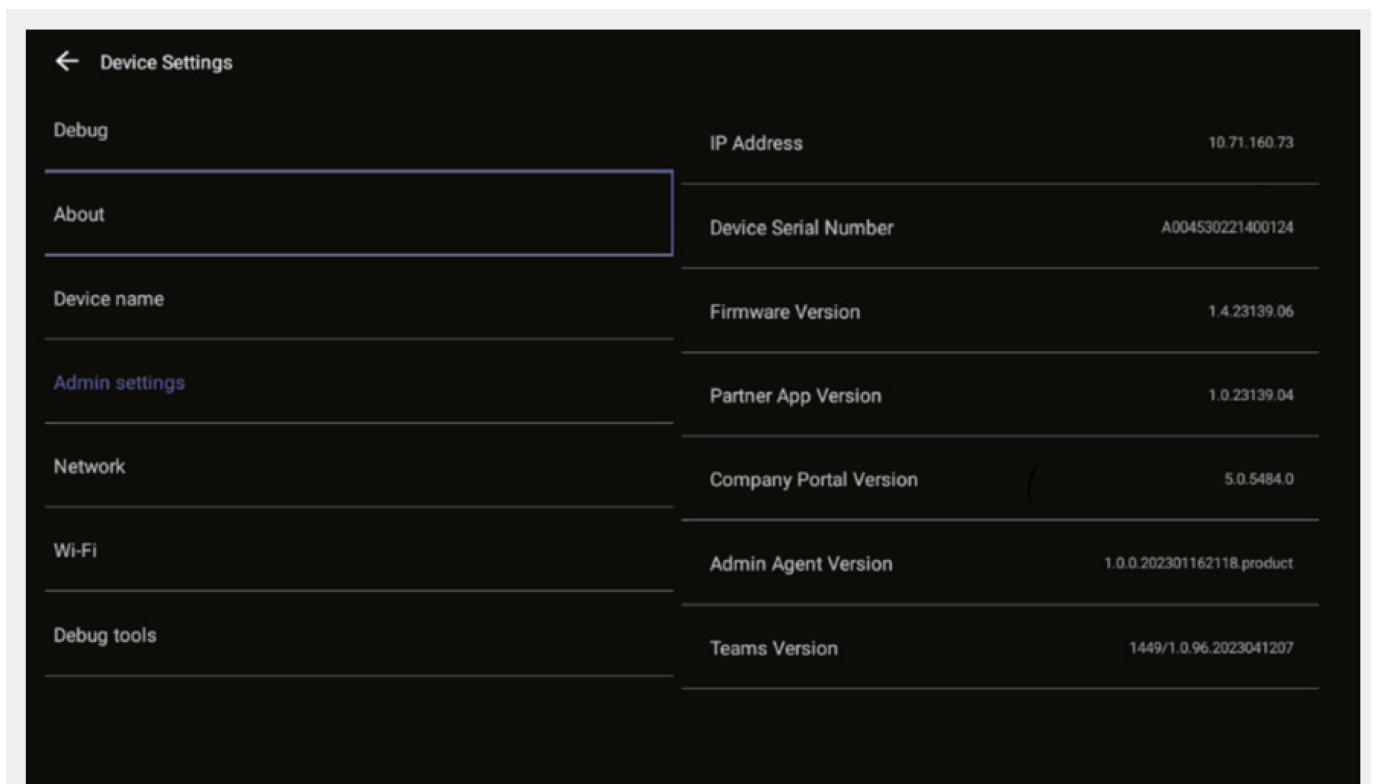 Device Settings
Debug
About
Device name
Admin settings
Network
Wi-Fi
Debug tools
IP Address 10.71.160.73
Device Serial Number A004530221400124
Firmware Version 1.4.23139.06
Partner App Version 1.0.23139.04
Company Portal Version 5.0.5484.0
Admin Agent Version 1.0.0.202301162118.product
Teams Version 1449/1.0.96.2023041207